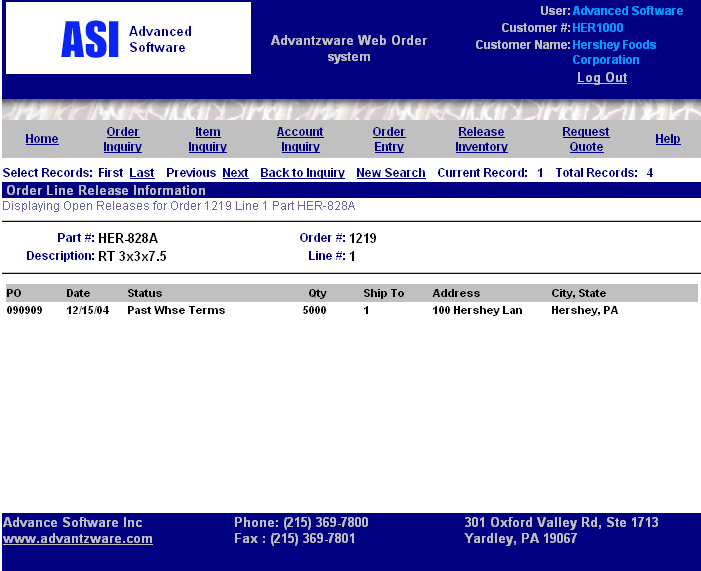 ASI Advanced Software
Advantzware Web Order system
User: Advanced Software
Customer #: HER1000
Customer Name: Hershey Foods Corporation
Log Out
Home Order Inquiry Item Inquiry Account Inquiry Order Entry Release Inventory Request Quote Help
Select Records: First Last Previous Next Back to Inquiry New Search Current Record: 1 Total Records: 4
Order Line Release Information
Displaying Open Releases for Order 1219 Line 1 Part HER-828A
Part #: HER-828A Order #: 1219
Description: RT 3x3x7.5 Line #: 1
PO Date Status Qty Ship To Address City, State
090909 12/15/04 Past Whse Terms 5000 1 100 Hershey Lan Hershey, PA
Advance Software Inc Phone: (215) 369-7800 301 Oxford Valley Rd, Ste 1713
www.advantzware.com Fax : (215) 369-7801 Yardley, PA 19067